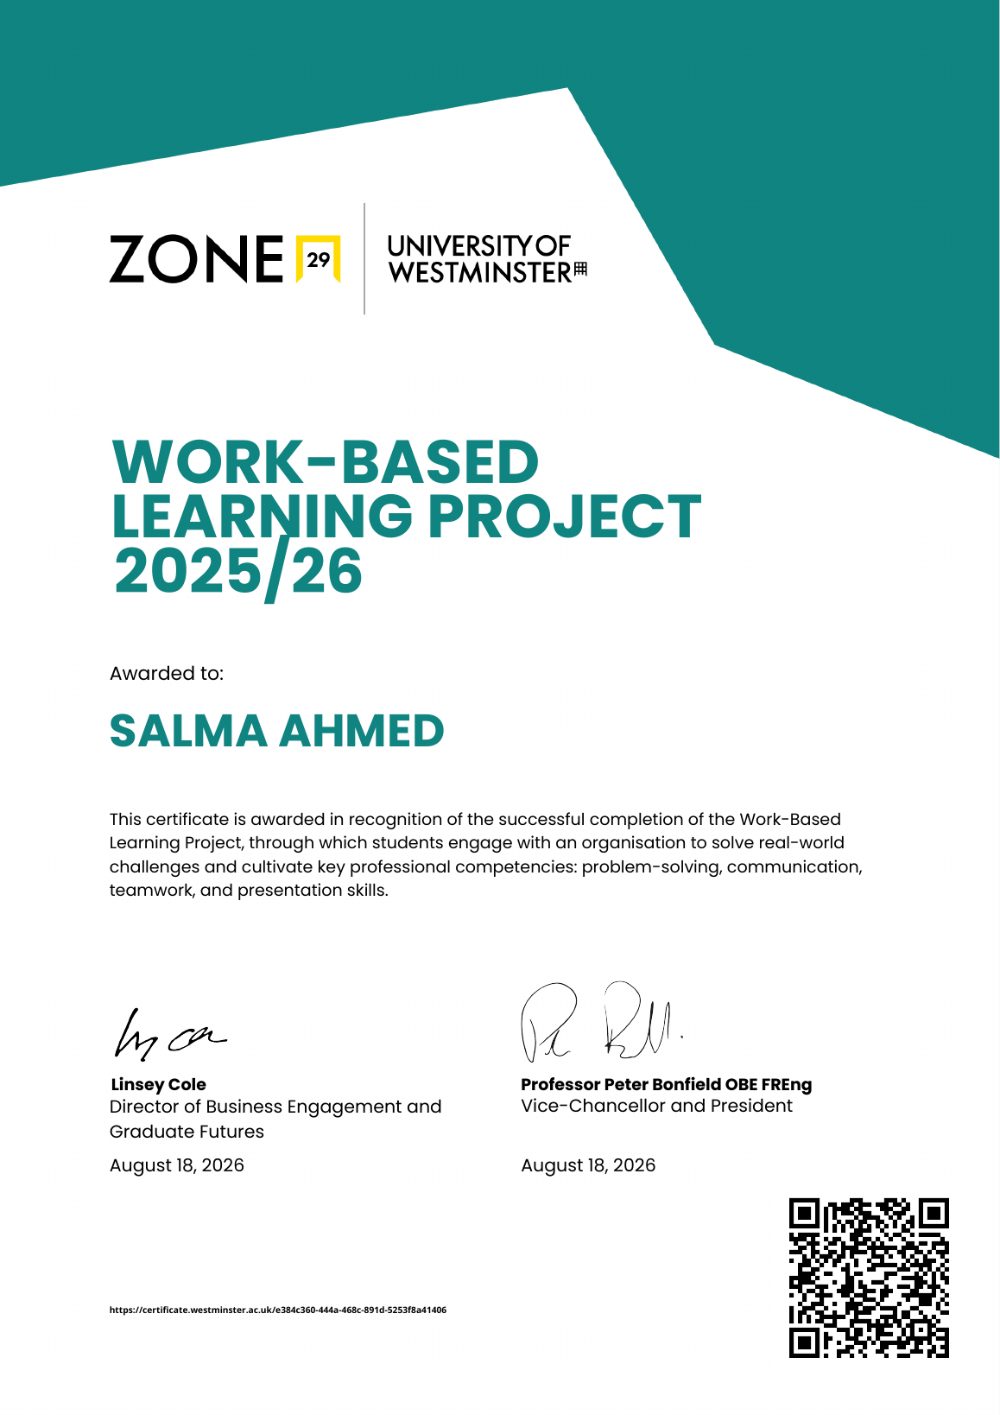 ZONE 29
UNIVERSITY OF
WESTMINSTER
WORK-BASED
LEARNING PROJECT
2025/26
Awarded to:
SALMA AHMED
This certificate is awarded in recognition of the successful completion of the Work-Based
Learning Project, through which students engage with an organisation to solve real-world
challenges and cultivate key professional competencies: problem-solving, communication,
teamwork, and presentation skills.
Linsey Cole
Director of Business Engagement and
Graduate Futures
August 18, 2026
Professor Peter Bonfield OBE FREng
Vice-Chancellor and President
August 18, 2026
https://certificate.westminster.ac.uk/e384c360-444a-468c-891d-5253f8a41406